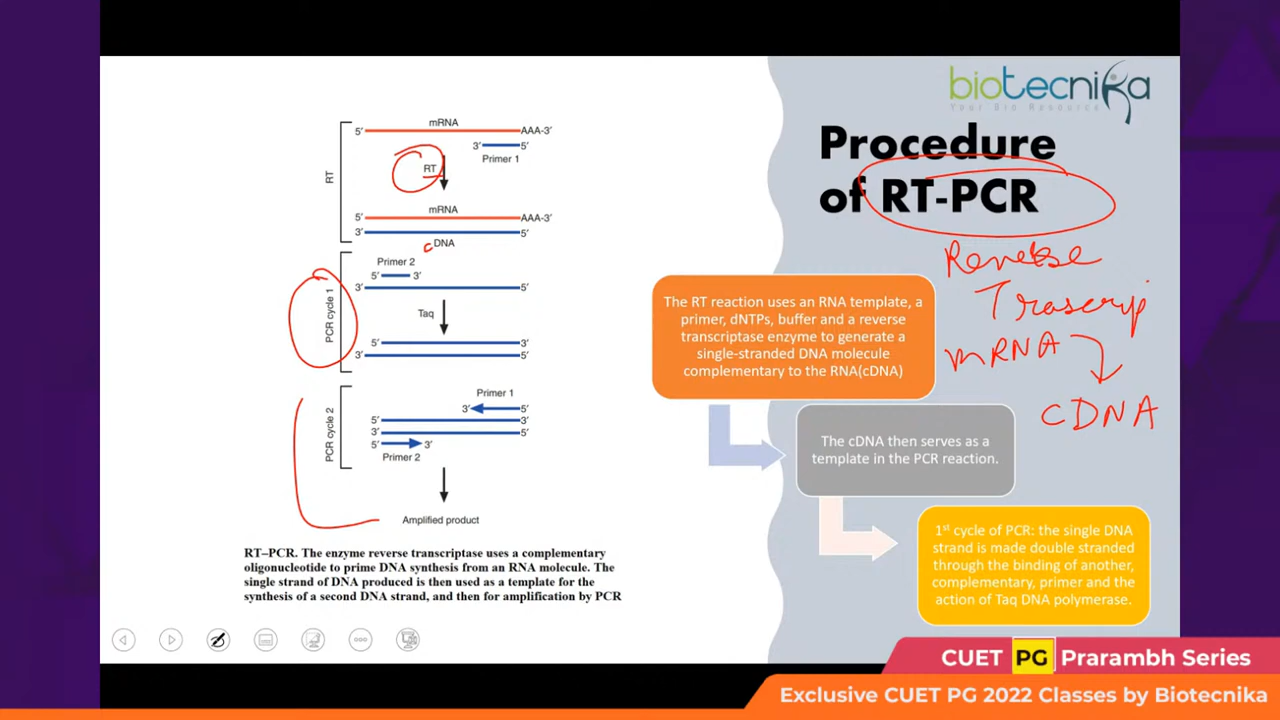 biotecnika
Your Bio Resource
Procedure
of RT-PCR
Reverse
Trascrip
mRNA
cDNA
RT
mRNA
5′ AAA-3′
3′ 5′
Primer 1
RT
mRNA
5′ AAA-3′
3′ 5′
cDNA
PCR cycle 1
Primer 2
5′ 3′
3′ 5′
Taq
5′ 3′
3′ 5′
PCR cycle 2
Primer 1
3′ 5′
5′ 3′
3′ 5′
5′ 3′
Primer 2
Amplified product
RT–PCR. The enzyme reverse transcriptase uses a complementary
oligonucleotide to prime DNA synthesis from an RNA molecule. The
single strand of DNA produced is then used as a template for the
synthesis of a second DNA strand, and then for amplification by PCR
The RT reaction uses an RNA template, a
primer, dNTPs, buffer and a reverse
transcriptase enzyme to generate a
single-stranded DNA molecule
complementary to the RNA(cDNA)
The cDNA then serves as a
template in the PCR reaction.
1st cycle of PCR: the single DNA
strand is made double stranded
through the binding of another,
complementary, primer and the
action of Taq DNA polymerase.
CUET PG Prarambh Series
Exclusive CUET PG 2022 Classes by Biotecnika